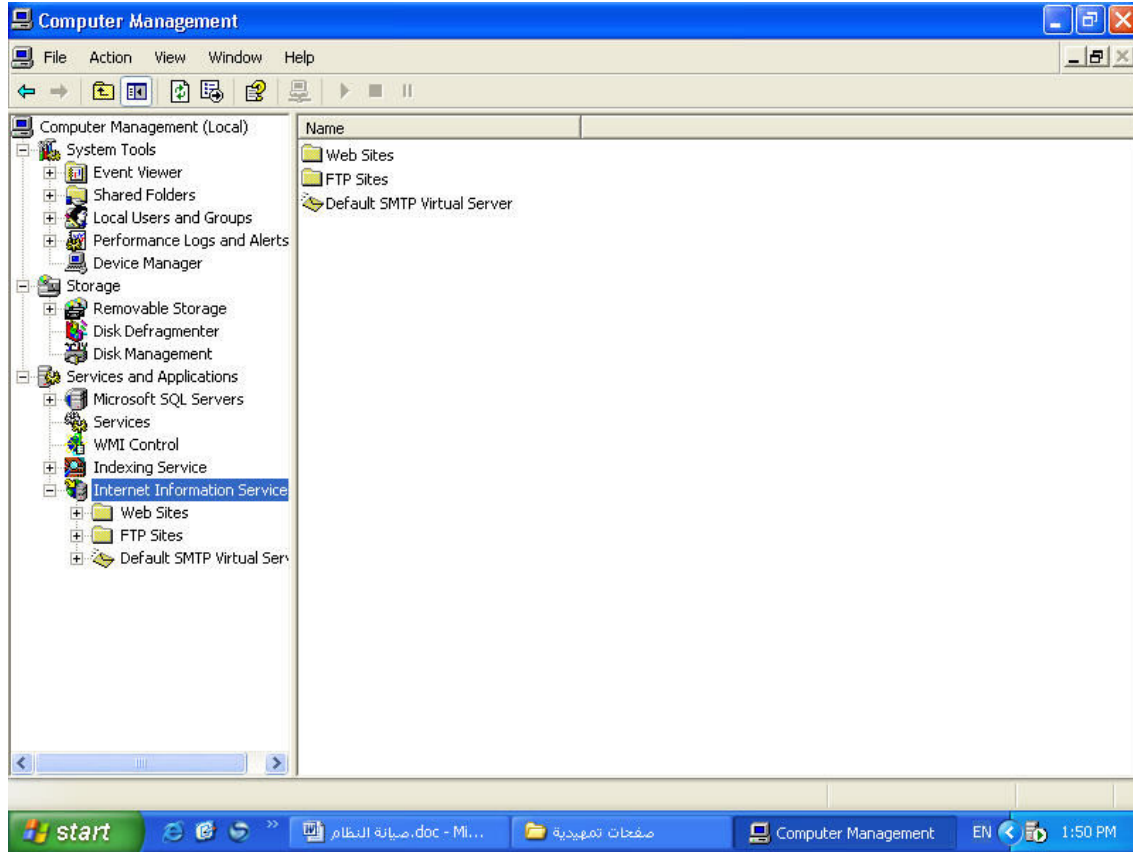 Computer Management
File Action View Window Help
Computer Management (Local)
System Tools
Event Viewer
Shared Folders
Local Users and Groups
Performance Logs and Alerts
Device Manager
Storage
Removable Storage
Disk Defragmenter
Disk Management
Services and Applications
Microsoft SQL Servers
Services
WMI Control
Indexing Service
Internet Information Service
Web Sites
FTP Sites
Default SMTP Virtual Serv
Name
Web Sites
FTP Sites
Default SMTP Virtual Server
start
صيانة النظام.doc - Mi...
صفحات تمهيدية
Computer Management
EN
1:50 PM